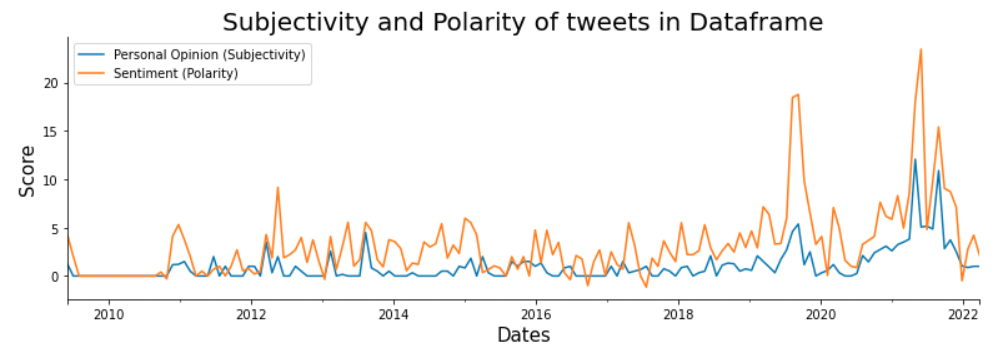 Subjectivity and Polarity of tweets in Dataframe
Personal Opinion (Subjectivity)
Sentiment (Polarity)
20
15
10
5
0
Score
2010 2012 2014 2016 2018 2020 2022
Dates